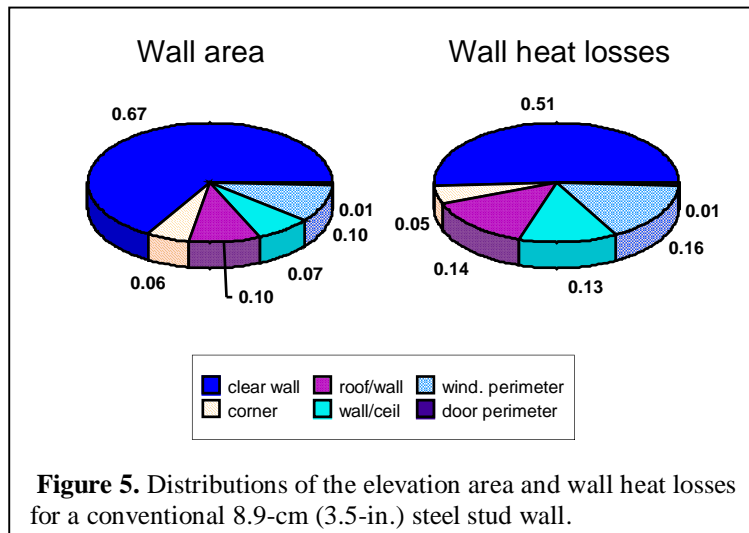 Wall area
Wall heat losses
0.67
0.01
0.10
0.07
0.10
0.06
0.51
0.01
0.16
0.13
0.14
0.05
clear wall roof/wall wind. perimeter
corner wall/ceil door perimeter
Figure 5. Distributions of the elevation area and wall heat losses
for a conventional 8.9-cm (3.5-in.) steel stud wall.